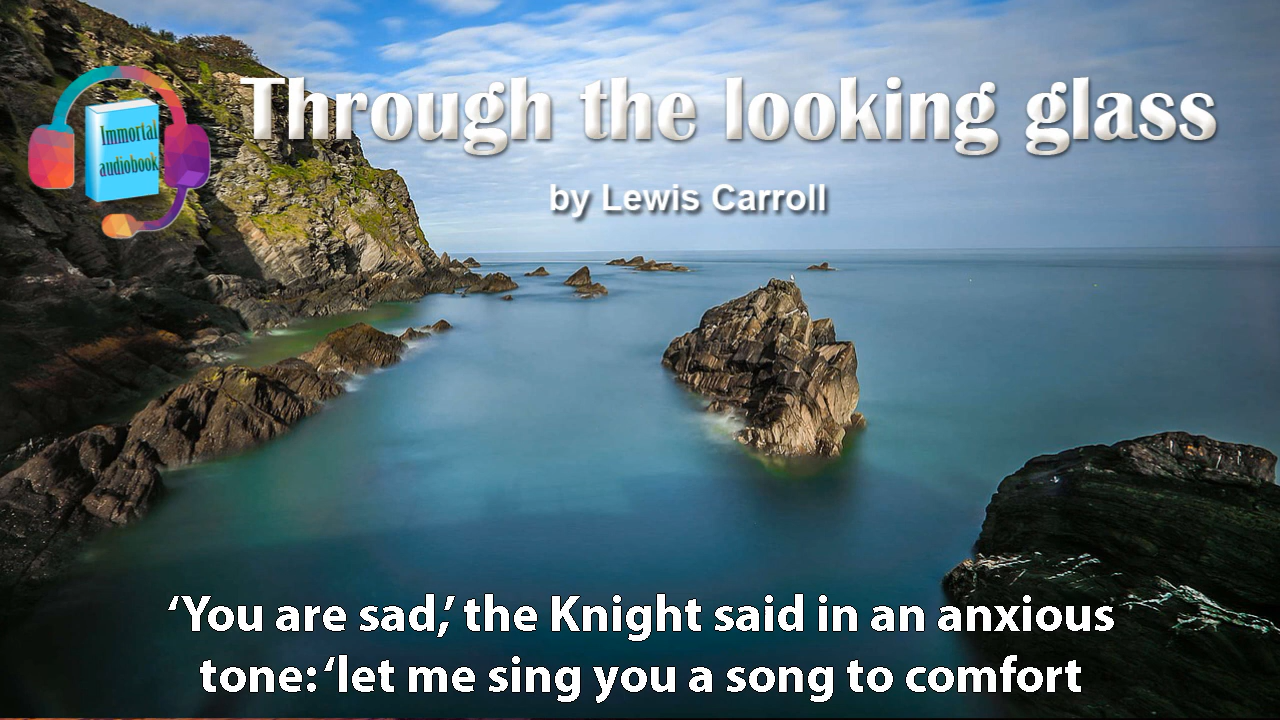 Through the looking glass
by Lewis Carroll
Immortal
audiobook
‘You are sad,’ the Knight said in an anxious
tone: ‘let me sing you a song to comfort